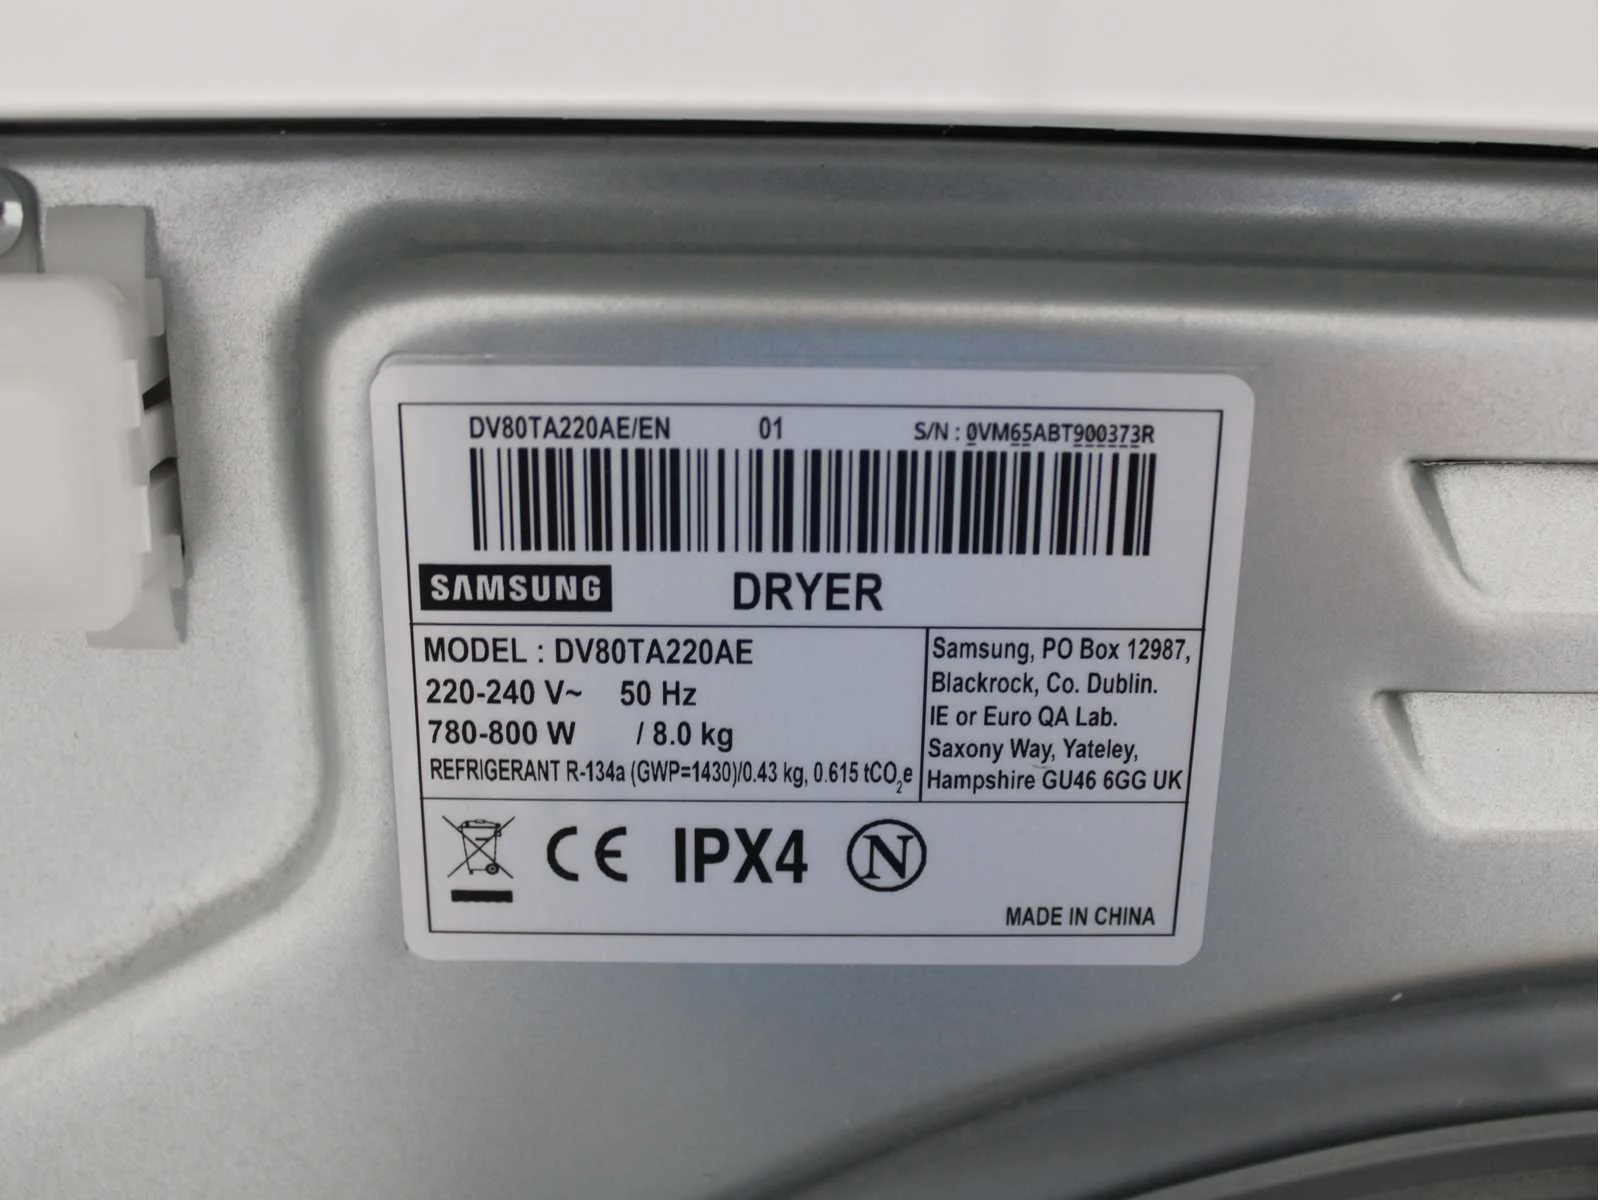 DV80TA220AE/EN 01 S/N : 0VM65ABT900373R
SAMSUNG DRYER
MODEL : DV80TA220AE
220-240 V~ 50 Hz
780-800 W / 8.0 kg
REFRIGERANT R-134a (GWP=1430)/0.43 kg, 0.615 tCO₂e
Samsung, PO Box 12987,
Blackrock, Co. Dublin.
IE or Euro QA Lab.
Saxony Way, Yateley,
Hampshire GU46 6GG UK
CE IPX4 N
MADE IN CHINA